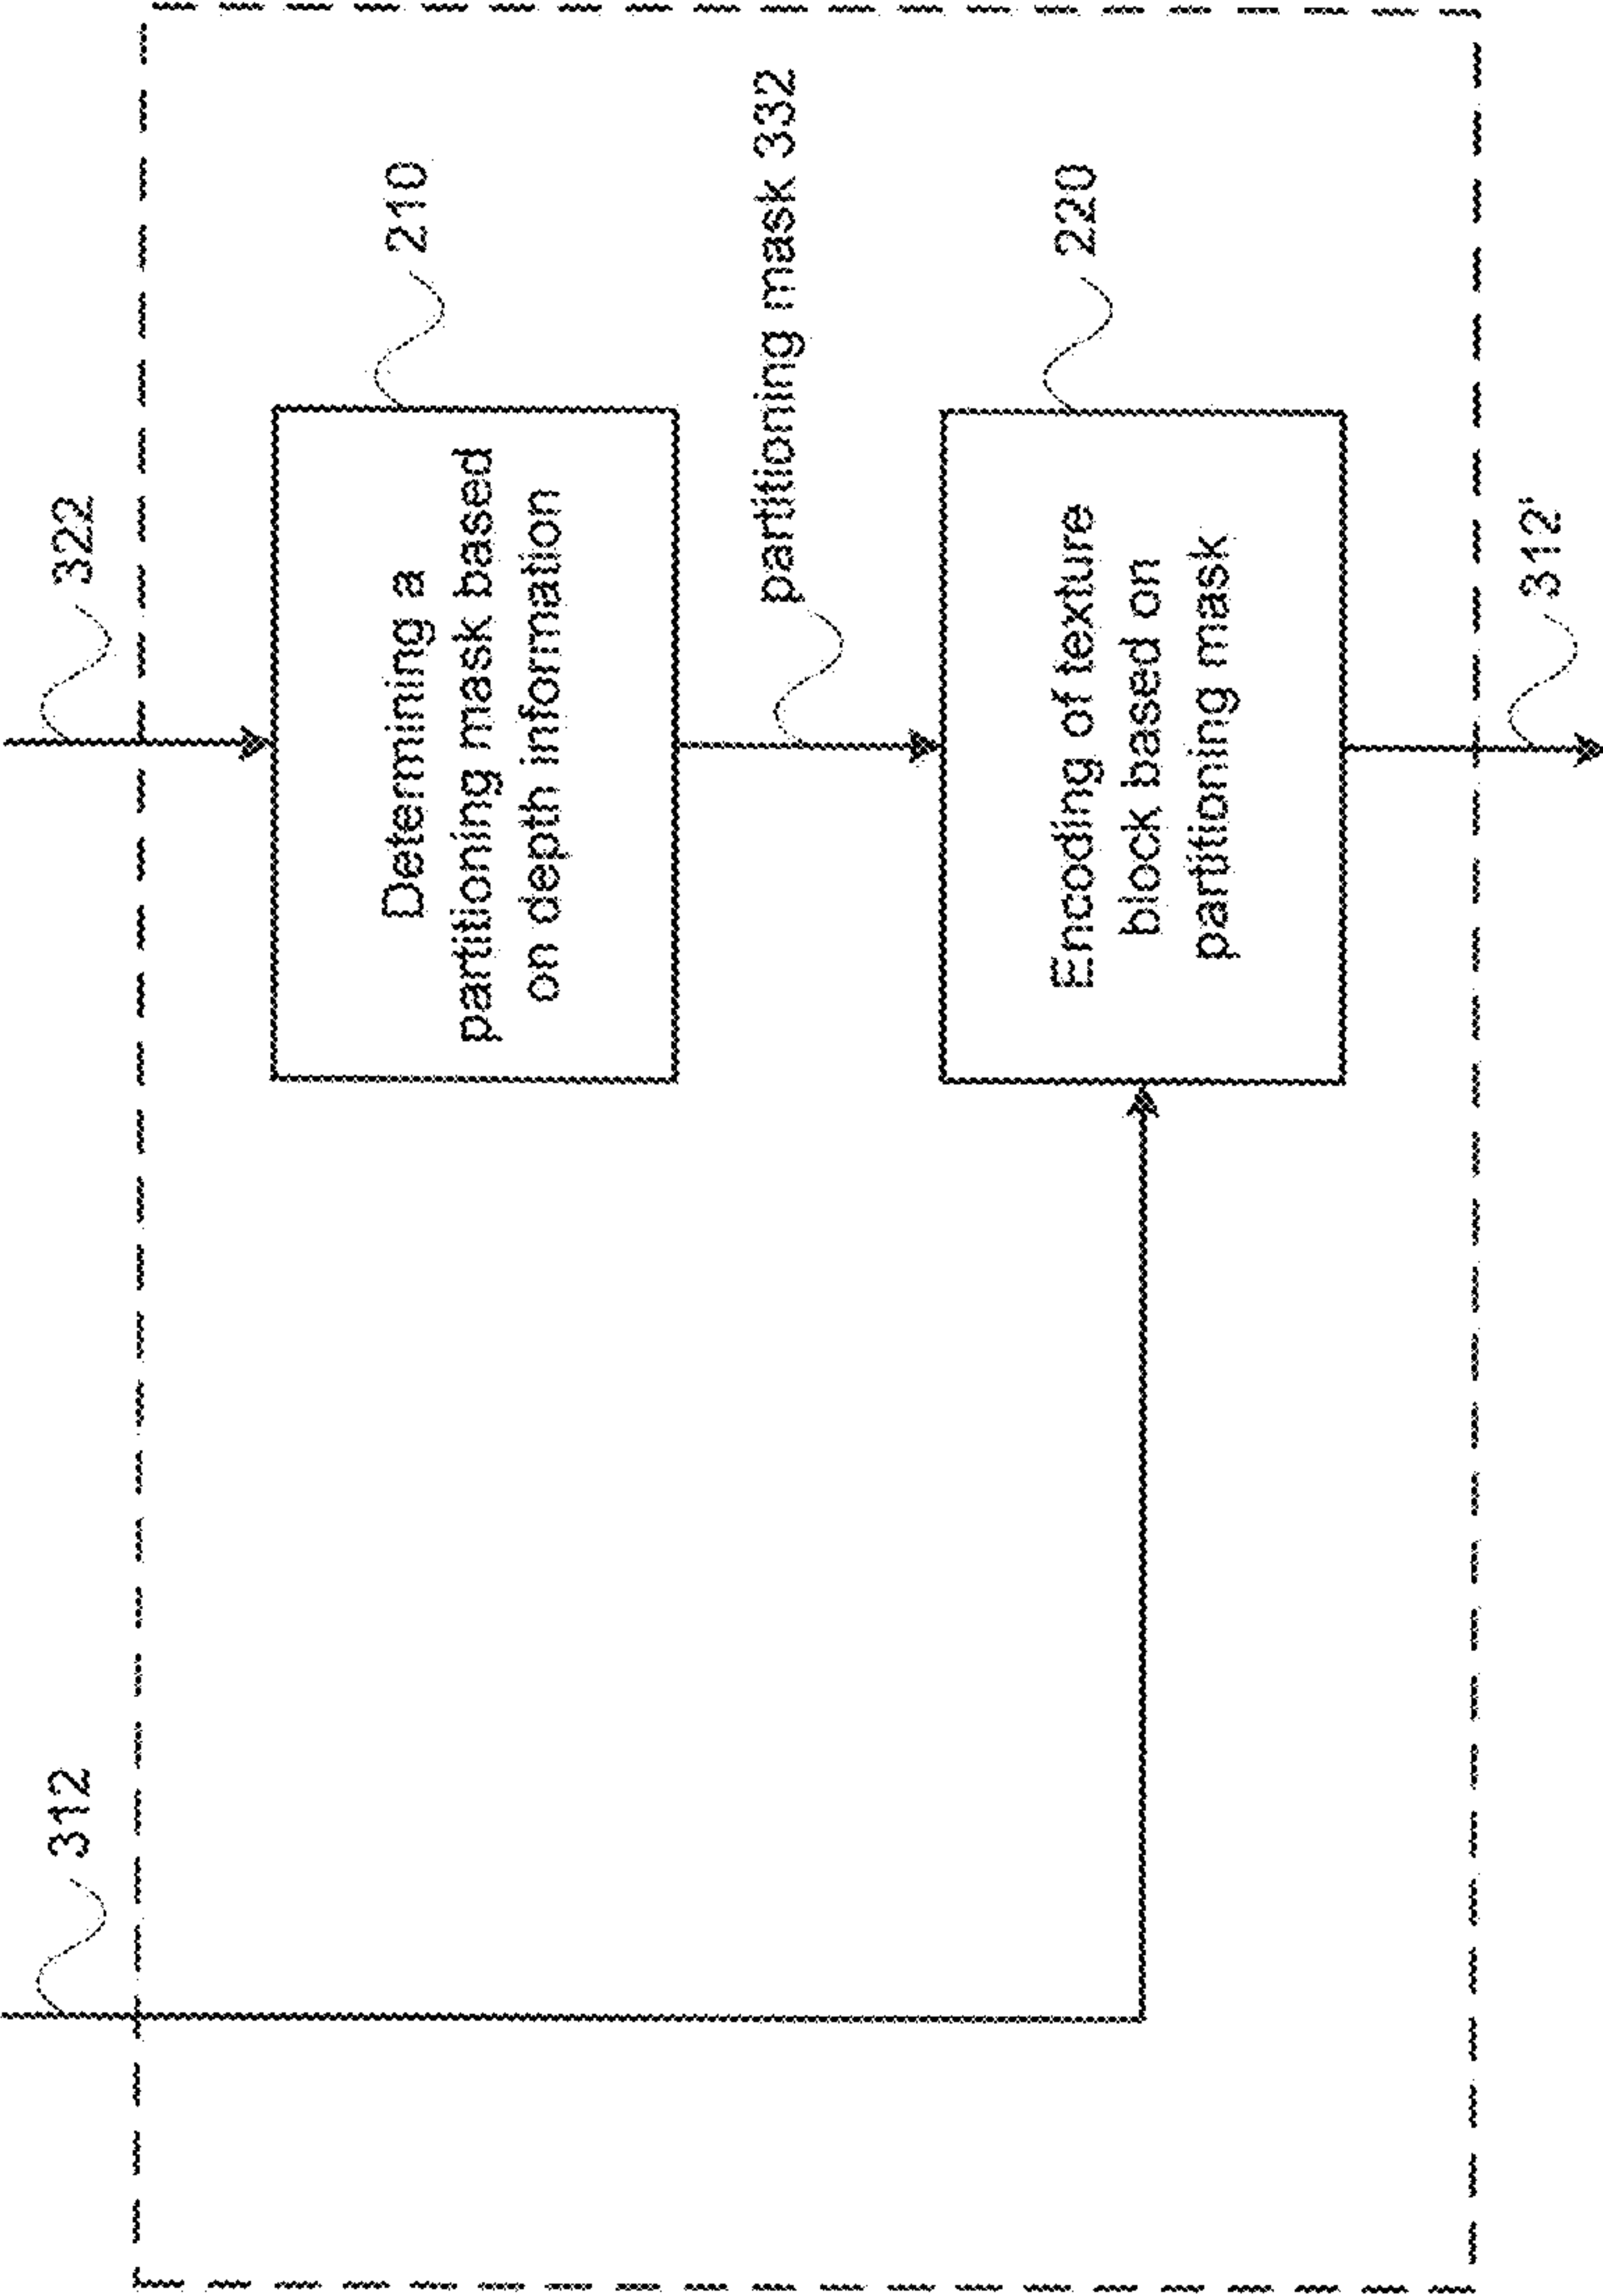 312
322
210
Determining a
partitioning mask based
on depth information
partitioning mask 332
220
Encoding of texture
block based on
partitioning mask
312'